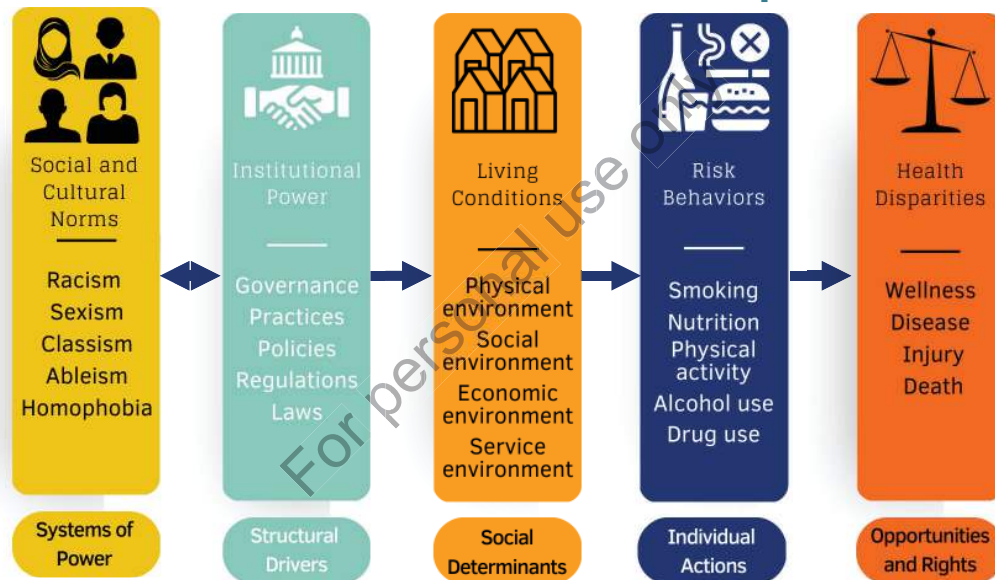 Social and
Cultural
Norms
Racism
Sexism
Classism
Ableism
Homophobia
Systems of
Power
Institutional
Power
Governance
Practices
Policies
Regulations
Laws
Structural
Drivers
Living
Conditions
Physical
environment
Social
environment
Economic
environment
Service
environment
Social
Determinants
Risk
Behaviors
Smoking
Nutrition
Physical
activity
Alcohol use
Drug use
Individual
Actions
Health
Disparities
Wellness
Disease
Injury
Death
Opportunities
and Rights
For personal use only